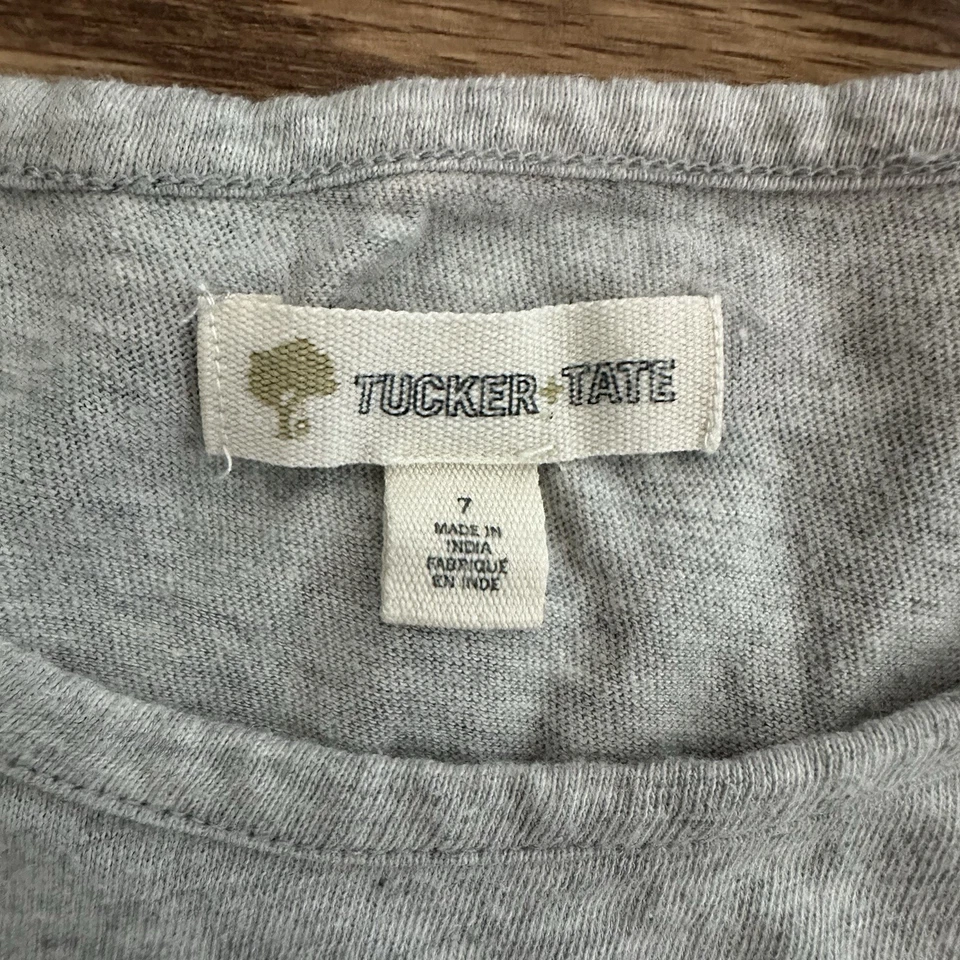 TUCKER+TATE
7
MADE IN
INDIA
FABRIQUÉ
EN INDE